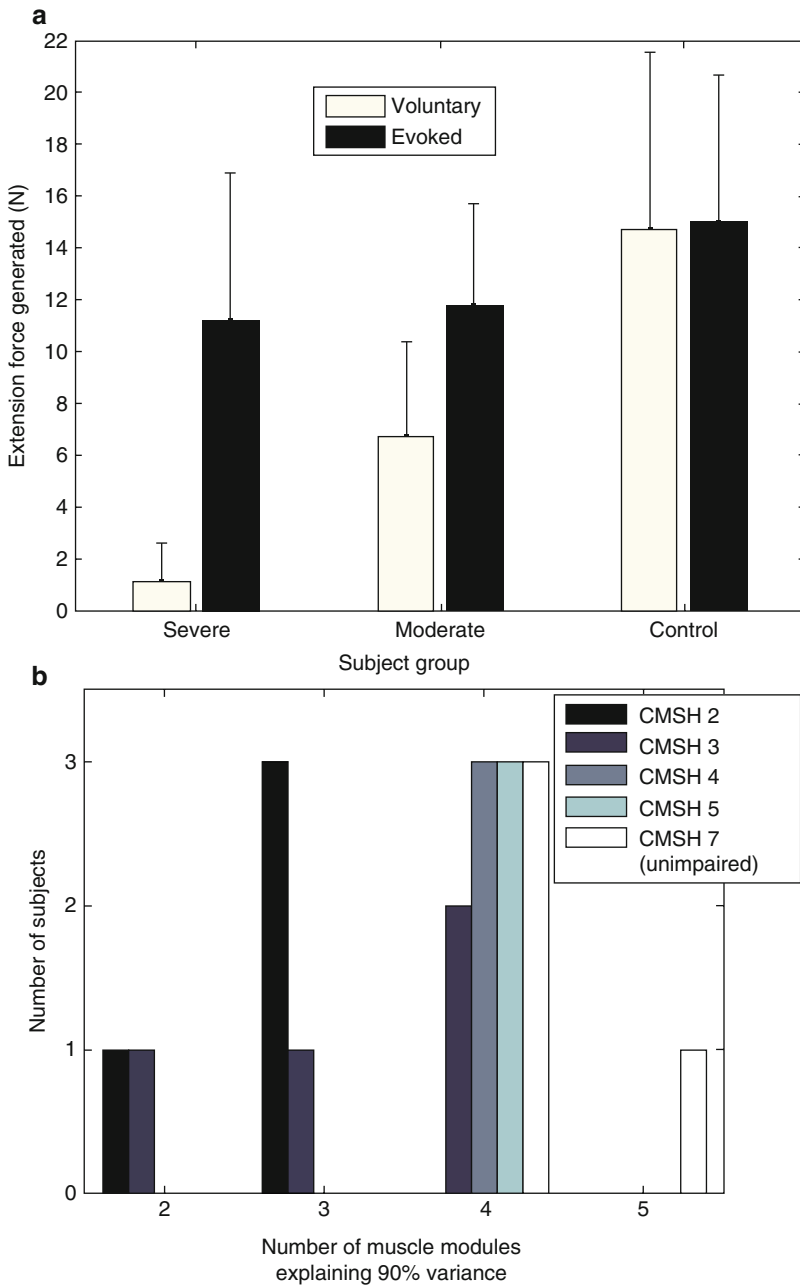 a
22
20
18
16
14
12
10
8
6
4
2
0
Extension force generated (N)
Voluntary
Evoked
Severe
Moderate
Control
Subject group
b
3
2
1
0
Number of subjects
CMSH 2
CMSH 3
CMSH 4
CMSH 5
CMSH 7
(unimpaired)
2
3
4
5
Number of muscle modules
explaining 90% variance